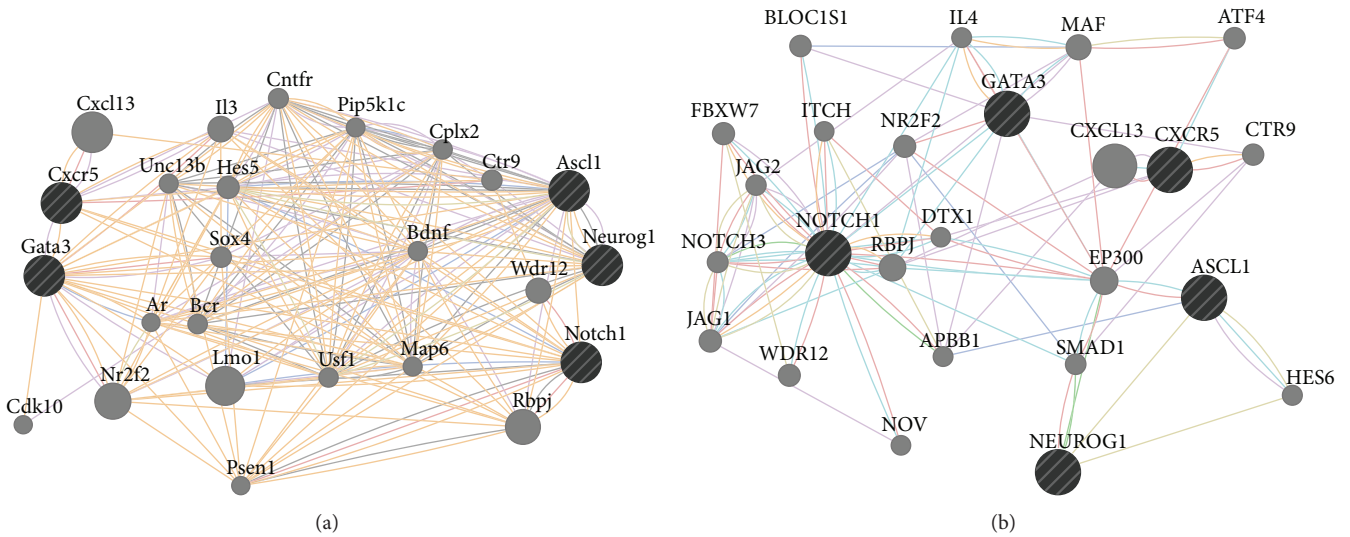 Cntfr
Cxcl13
Il3
Pip5k1c
Cplx2
Unc13b
Hes5
Ctr9
Ascl1
Cxcr5
Sox4
Bdnf
Neurog1
Gata3
Wdr12
Ar
Bcr
Notch1
Nr2f2
Lmo1
Usf1
Map6
Cdk10
Rbpj
Psen1
(a)
BLOC1S1
IL4
MAF
ATF4
GATA3
FBXW7
ITCH
NR2F2
CXCL13
CXCR5
CTR9
JAG2
NOTCH1
DTX1
NOTCH3
RBPJ
EP300
ASCL1
JAG1
WDR12
APBB1
SMAD1
HES6
NOV
NEUROG1
(b)